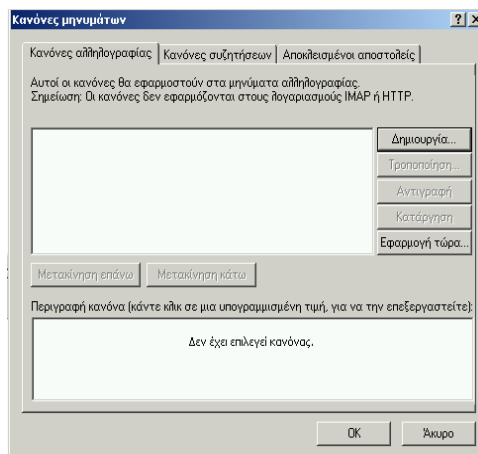 Κανόνες μηνυμάτων
Κανόνες αλληλογραφίας Κανόνες συζητήσεων Αποκλεισμένοι αποστολείς
Αυτοί οι κανόνες θα εφαρμοστούν στα μηνύματα αλληλογραφίας.
Σημείωση: Οι κανόνες δεν εφαρμόζονται στους λογαριασμούς IMAP ή HTTP.
Δημιουργία...
Τροποποίηση...
Αντιγραφή
Κατάργηση
Εφαρμογή τώρα...
Μετακίνηση επάνω Μετακίνηση κάτω
Περιγραφή κανόνα (κάντε κλικ σε μια υπογραμμισμένη τιμή, για να την επεξεργαστείτε):
Δεν έχει επιλεγεί κανόνας.
OK Άκυρο